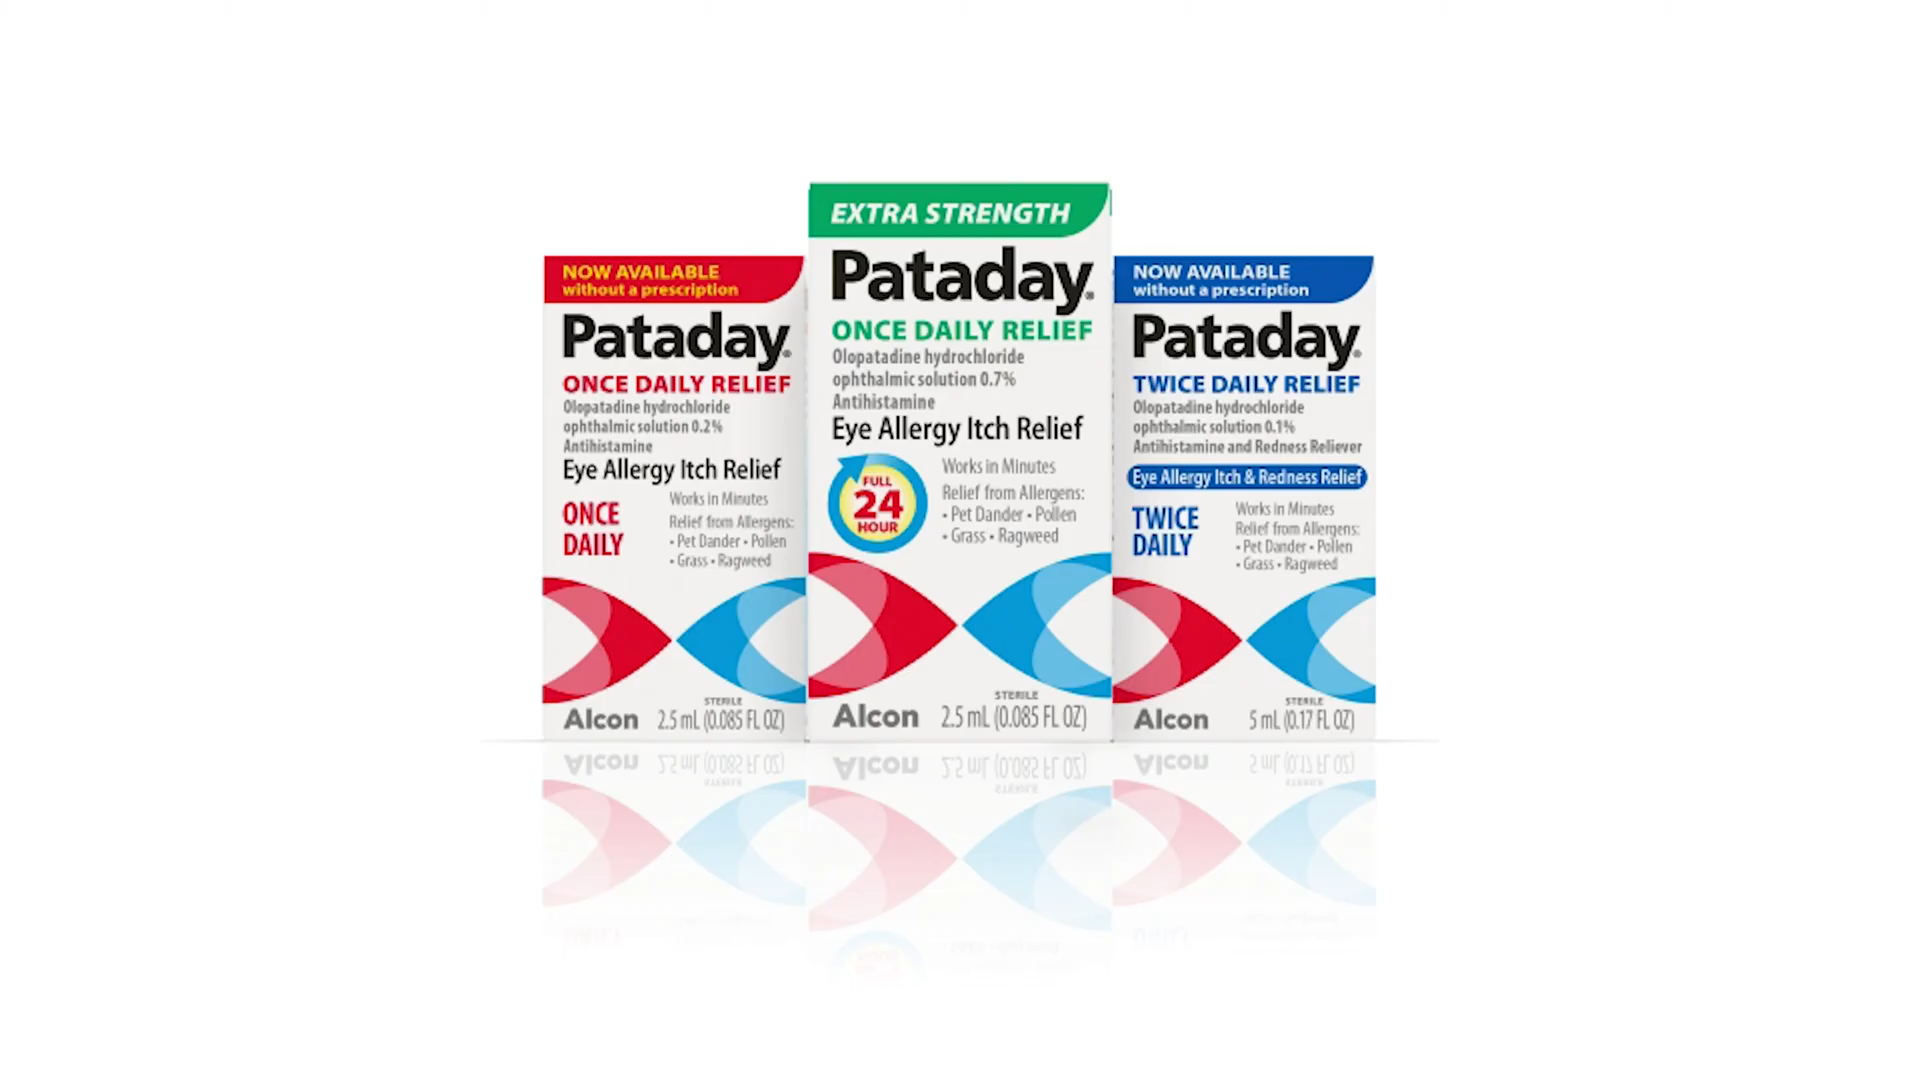 NOW AVAILABLE
without a prescription
Pataday®
ONCE DAILY RELIEF
Olopatadine hydrochloride
ophthalmic solution 0.2%
Antihistamine
Eye Allergy Itch Relief
ONCE
DAILY
Works in Minutes
Relief from Allergens:
• Pet Dander • Pollen
• Grass • Ragweed
STERILE
Alcon 2.5 mL (0.085 FL OZ)
EXTRA STRENGTH
Pataday®
ONCE DAILY RELIEF
Olopatadine hydrochloride
ophthalmic solution 0.7%
Antihistamine
Eye Allergy Itch Relief
FULL
24
HOUR
Works in Minutes
Relief from Allergens:
• Pet Dander • Pollen
• Grass • Ragweed
STERILE
Alcon 2.5 mL (0.085 FL OZ)
NOW AVAILABLE
without a prescription
Pataday®
TWICE DAILY RELIEF
Olopatadine hydrochloride
ophthalmic solution 0.1%
Antihistamine and Redness Reliever
Eye Allergy Itch & Redness Relief
TWICE
DAILY
Works in Minutes
Relief from Allergens:
• Pet Dander • Pollen
• Grass • Ragweed
STERILE
Alcon 5 mL (0.17 FL OZ)